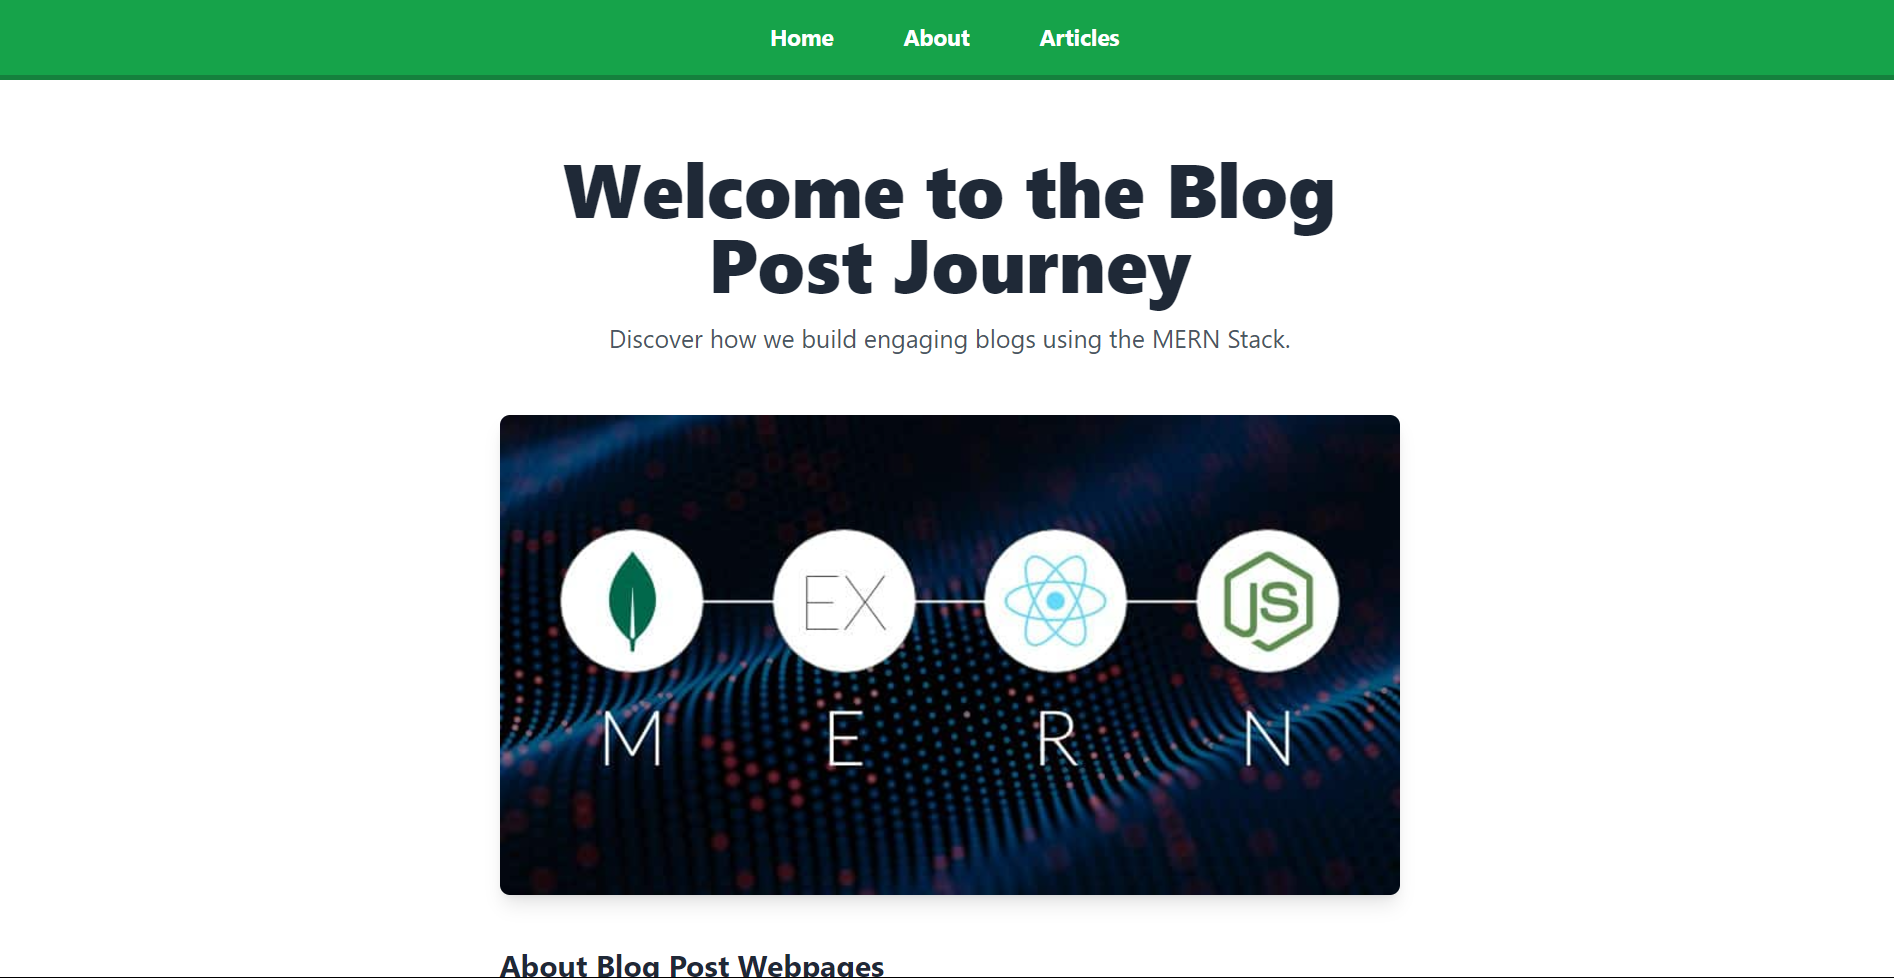 Home About Articles
Welcome to the Blog
Post Journey
Discover how we build engaging blogs using the MERN Stack.
EX JS
M E R N
About Blog Post Webpages